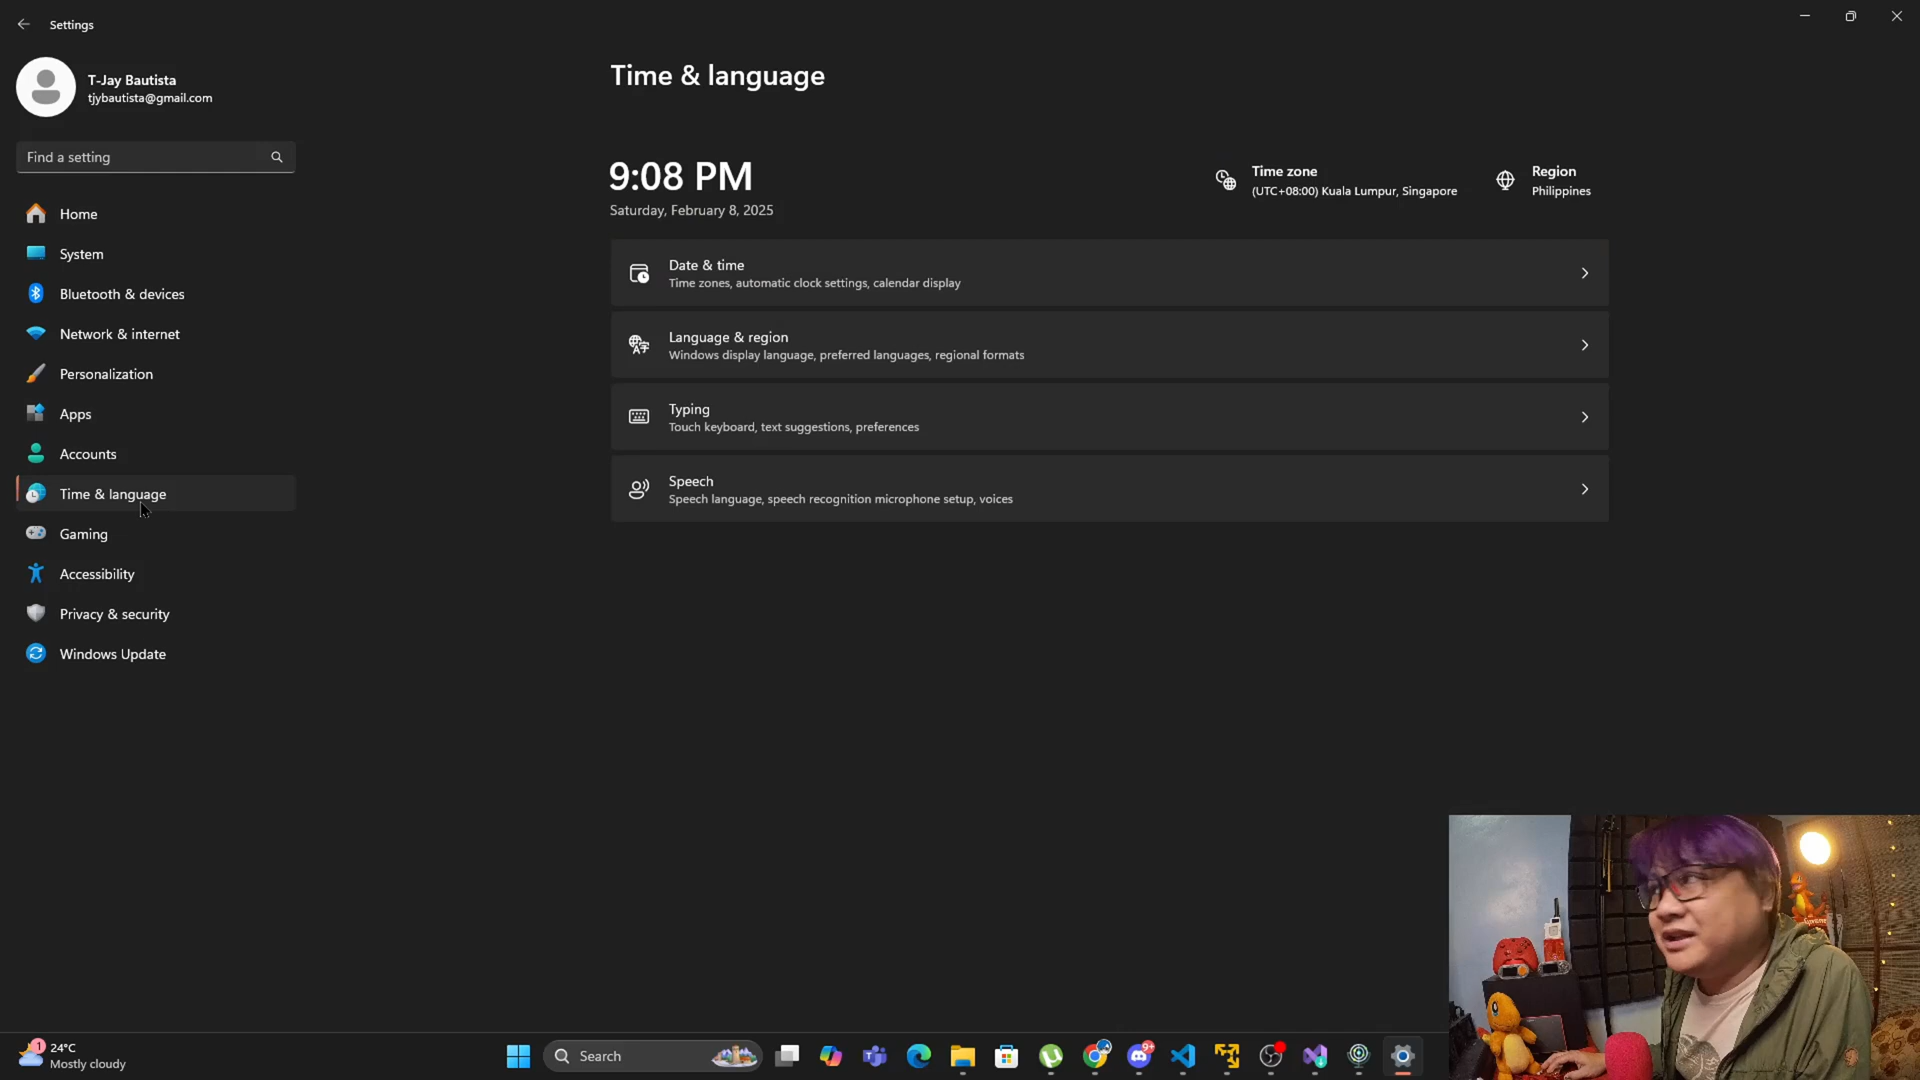 Settings
T-Jay Bautista
tjybautista@gmail.com
Find a setting
Home
System
Bluetooth & devices
Network & internet
Personalization
Apps
Accounts
Time & language
Gaming
Accessibility
Privacy & security
Windows Update
Time & language
9:08 PM
Saturday, February 8, 2025
Time zone
(UTC+08:00) Kuala Lumpur, Singapore
Region
Philippines
Date & time
Time zones, automatic clock settings, calendar display
Language & region
Windows display language, preferred languages, regional formats
Typing
Touch keyboard, text suggestions, preferences
Speech
Speech language, speech recognition microphone setup, voices
1
24°C
Mostly cloudy
Search
9+